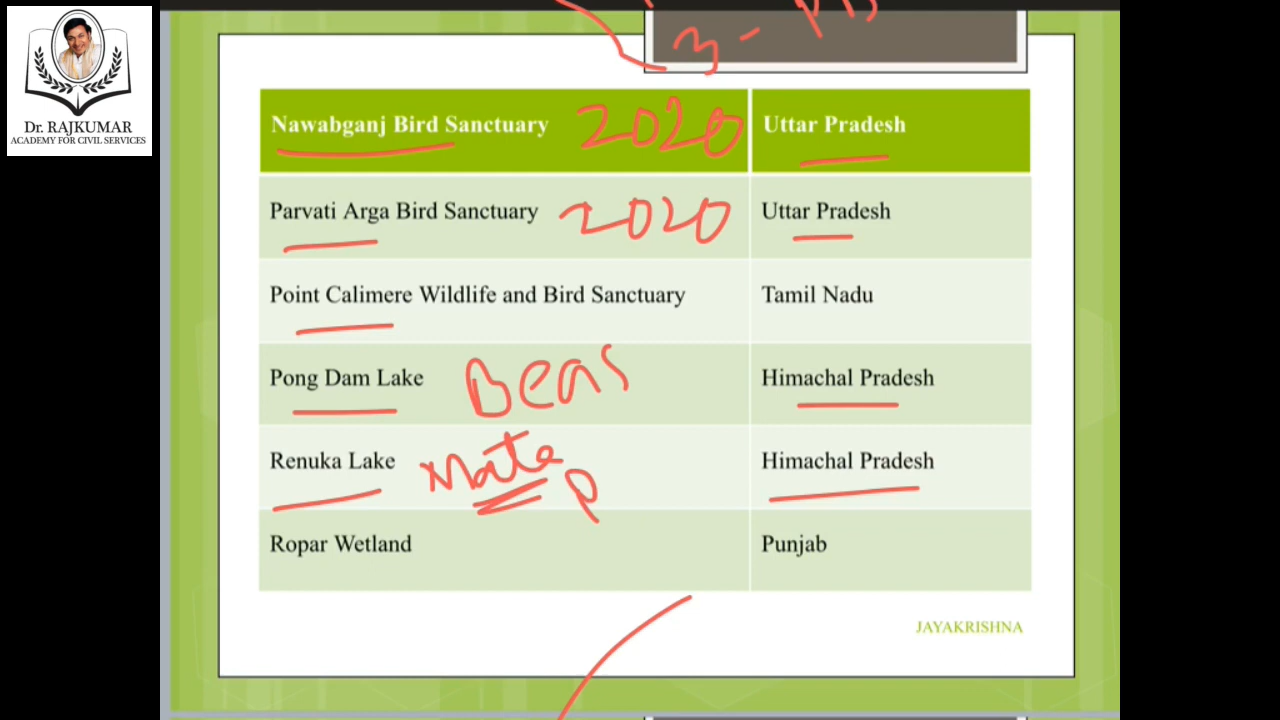 Dr. RAJKUMAR
ACADEMY FOR CIVIL SERVICES
3 -
Nawabganj Bird Sanctuary 2020 Uttar Pradesh
Parvati Arga Bird Sanctuary 2020 Uttar Pradesh
Point Calimere Wildlife and Bird Sanctuary Tamil Nadu
Pong Dam Lake Beas Himachal Pradesh
Renuka Lake Mata P Himachal Pradesh
Ropar Wetland Punjab
JAYAKRISHNA